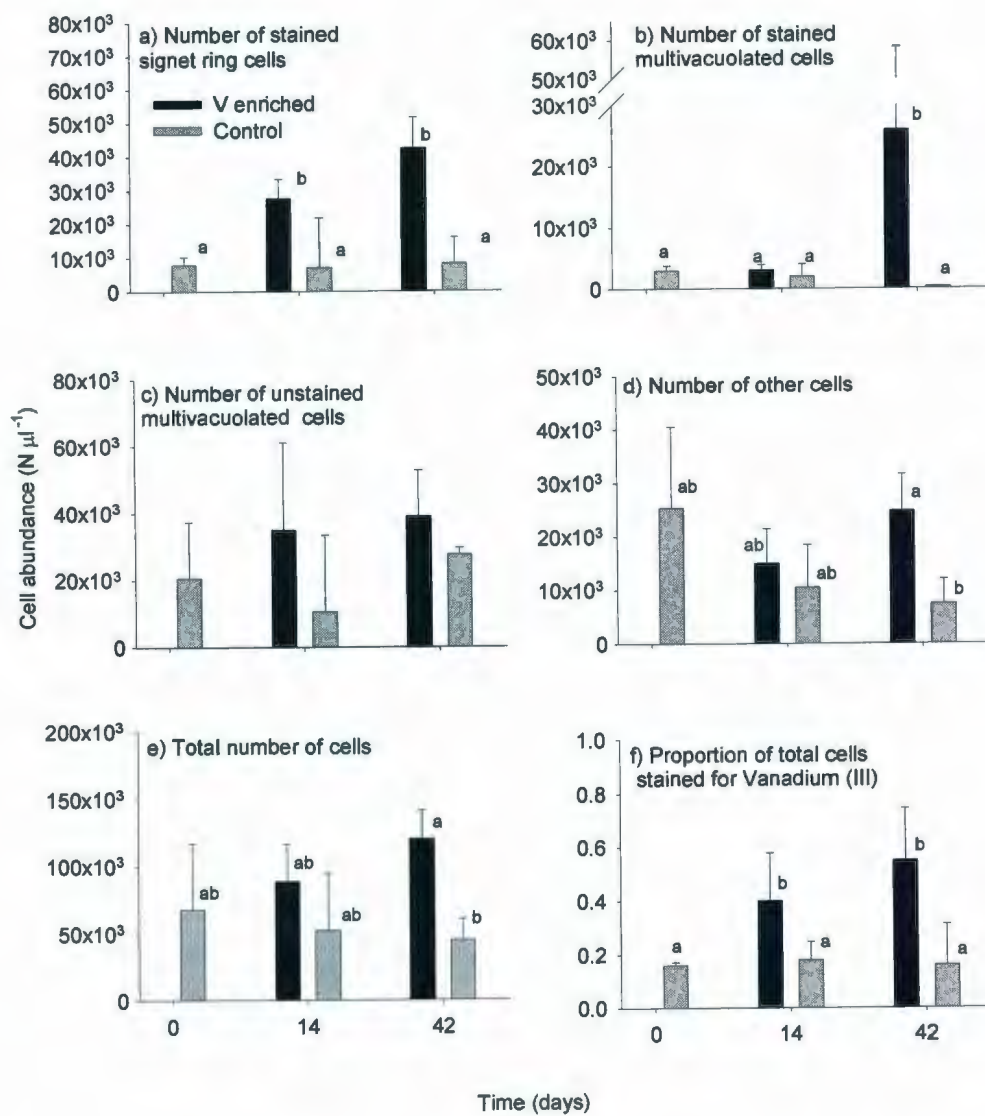 80x10³
70x10³
60x10³
50x10³
40x10³
30x10³
20x10³
10x10³
0
a) Number of stained
signet ring cells
V enriched
Control
a
b
a
b
a
60x10³
50x10³
30x10³
20x10³
10x10³
0
b) Number of stained
multivacuolated cells
a
a
a
b
a
Cell abundance (N µl⁻¹)
80x10³
60x10³
40x10³
20x10³
0
c) Number of unstained
multivacuolated cells
50x10³
40x10³
30x10³
20x10³
10x10³
0
d) Number of other cells
ab
ab
ab
a
b
200x10³
150x10³
100x10³
50x10³
0
e) Total number of cells
ab
ab
ab
a
b
0
14
42
1.0
0.8
0.6
0.4
0.2
0.0
f) Proportion of total cells
stained for Vanadium (III)
a
b
a
b
a
0
14
42
Time (days)